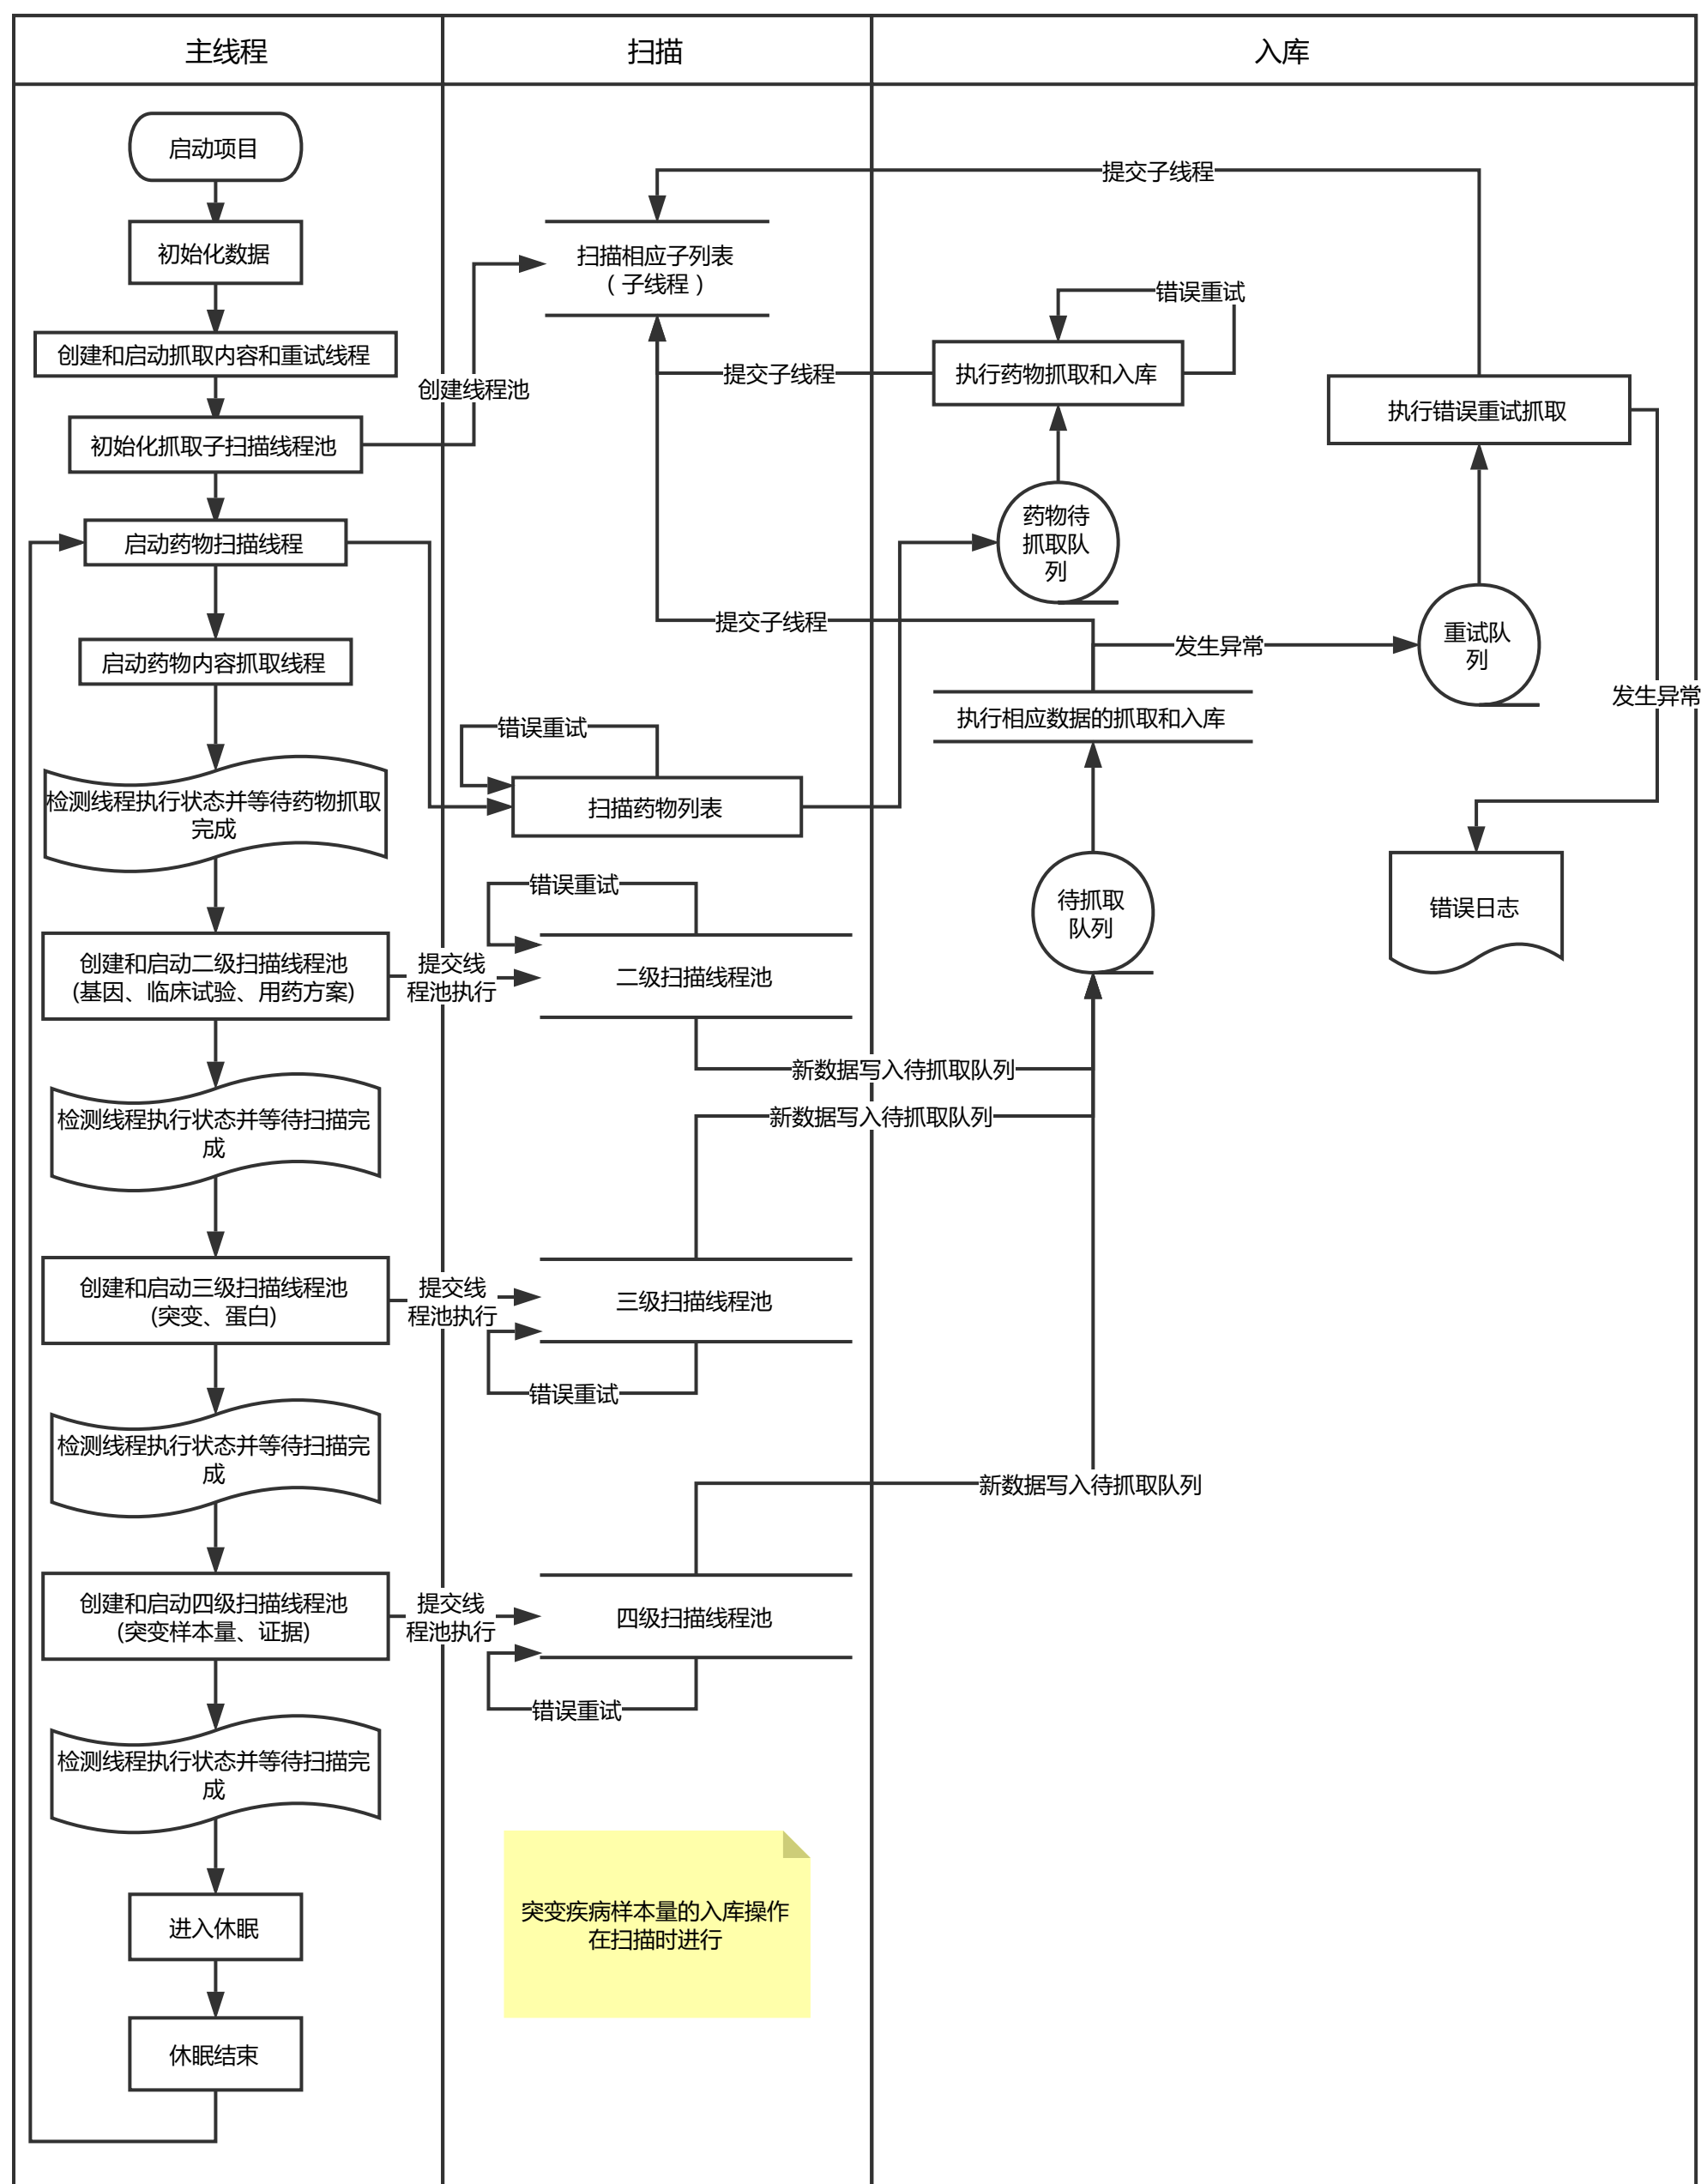 主线程
扫描
入库
启动项目
初始化数据
创建和启动抓取内容和重试线程
初始化抓取子扫描线程池
启动药物扫描线程
启动药物内容抓取线程
检测线程执行状态并等待药物抓取
完成
创建和启动二级扫描线程池
(基因、临床试验、用药方案)
检测线程执行状态并等待扫描完
成
创建和启动三级扫描线程池
(突变、蛋白)
检测线程执行状态并等待扫描完
成
创建和启动四级扫描线程池
(突变样本量、证据)
检测线程执行状态并等待扫描完
成
进入休眠
休眠结束
创建线程池
提交线
程池执行
提交线
程池执行
提交线
程池执行
扫描相应子列表
（子线程）
错误重试
扫描药物列表
错误重试
二级扫描线程池
三级扫描线程池
错误重试
四级扫描线程池
错误重试
突变疾病样本量的入库操作
在扫描时进行
提交子线程
错误重试
提交子线程
执行药物抓取和入库
执行错误重试抓取
药物待
抓取队
列
提交子线程
发生异常
重试队
列
发生异常
执行相应数据的抓取和入库
待抓取
队列
错误日志
新数据写入待抓取队列
新数据写入待抓取队列
新数据写入待抓取队列